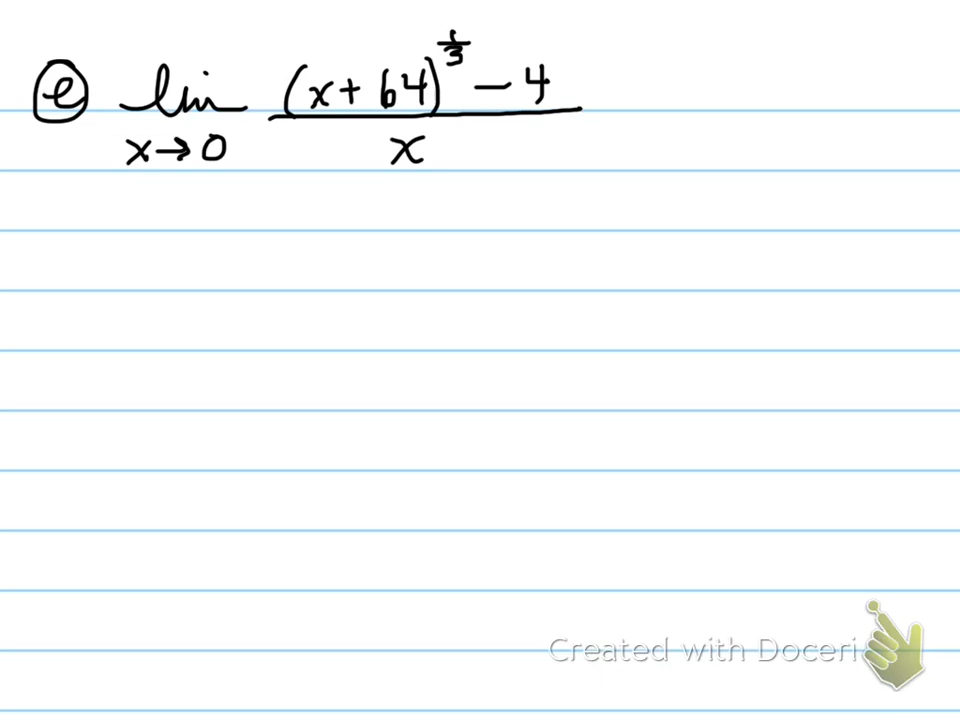 ⓔ lim (x+64)^(1/3) - 4
x→0 x
Created with Doceri